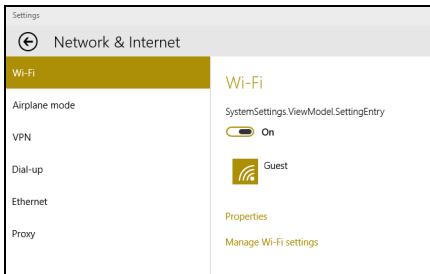 Settings
Network & Internet
Wi-Fi
Airplane mode
VPN
Dial-up
Ethernet
Proxy
Wi-Fi
SystemSettings.ViewModel.SettingEntry
On
Guest
Properties
Manage Wi-Fi settings